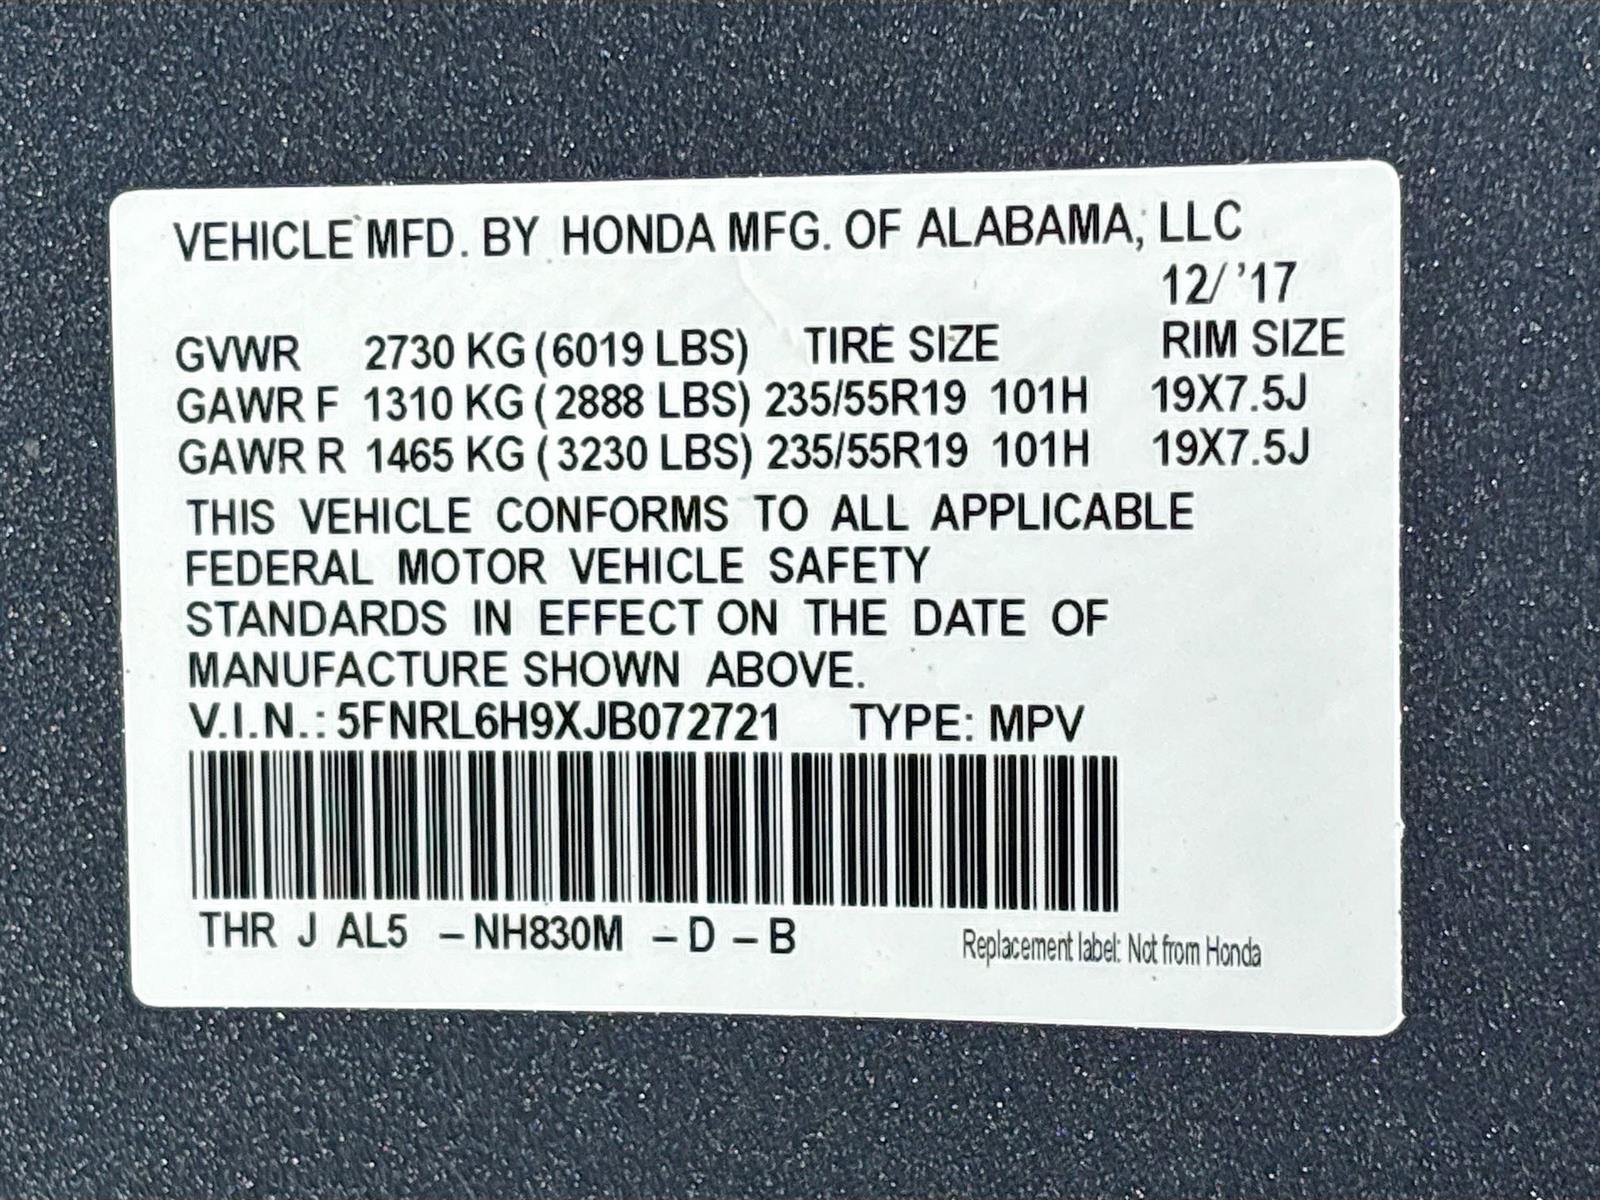 VEHICLE MFD. BY HONDA MFG. OF ALABAMA, LLC
12/ '17
GVWR 2730 KG (6019 LBS) TIRE SIZE RIM SIZE
GAWR F 1310 KG (2888 LBS) 235/55R19 101H 19X7.5J
GAWR R 1465 KG (3230 LBS) 235/55R19 101H 19X7.5J
THIS VEHICLE CONFORMS TO ALL APPLICABLE
FEDERAL MOTOR VEHICLE SAFETY
STANDARDS IN EFFECT ON THE DATE OF
MANUFACTURE SHOWN ABOVE.
V.I.N.: 5FNRL6H9XJB072721 TYPE: MPV
THR J AL5 – NH830M – D – B
Replacement label: Not from Honda